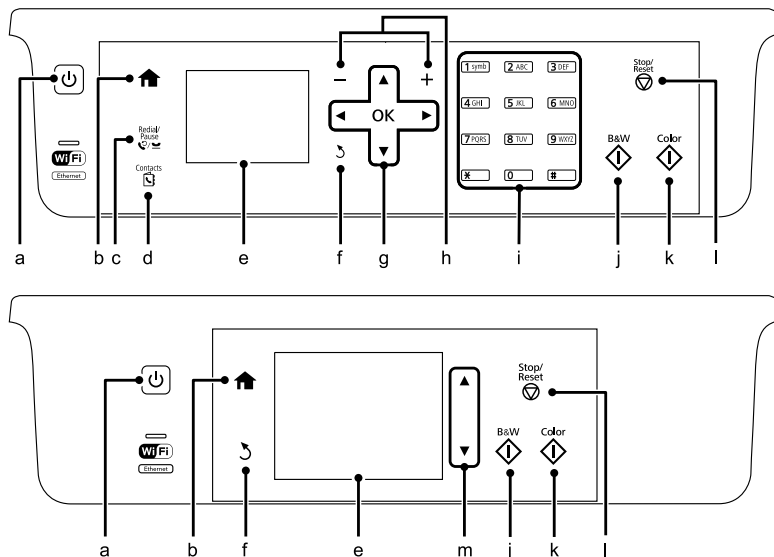 Stop/
Reset
1 symb 2 ABC 3 DEF
4 GHI 5 JKL 6 MNO
7 PQRS 8 TUV 9 WXYZ
* 0 #
OK
Redial/
Pause
Contacts
WiFi
Ethernet
B&W Color
a b c d e f g h i j k l
Stop/
Reset
B&W Color
WiFi
Ethernet
a b f e m j k l